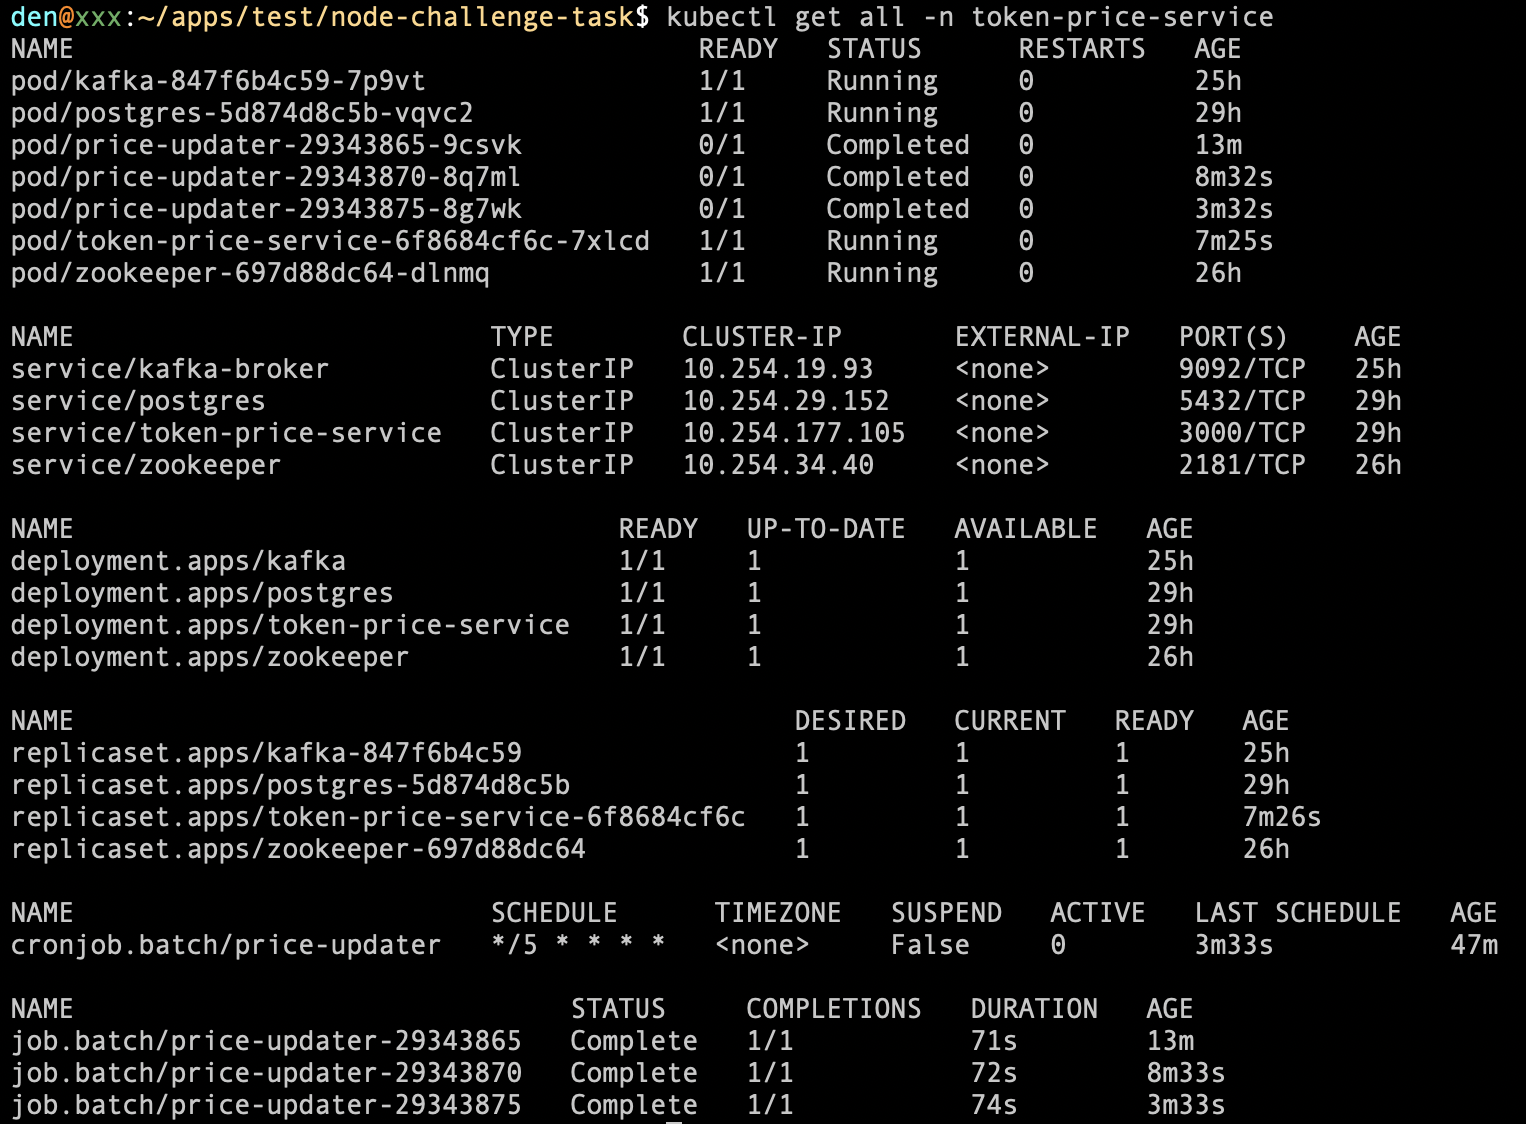 den@xxx:~/apps/test/node-challenge-task$ kubectl get all -n token-price-service
NAME READY STATUS RESTARTS AGE
pod/kafka-847f6b4c59-7p9vt 1/1 Running 0 25h
pod/postgres-5d874d8c5b-vqvc2 1/1 Running 0 29h
pod/price-updater-29343865-9csvk 0/1 Completed 0 13m
pod/price-updater-29343870-8q7ml 0/1 Completed 0 8m32s
pod/price-updater-29343875-8g7wk 0/1 Completed 0 3m32s
pod/token-price-service-6f8684cf6c-7xlcd 1/1 Running 0 7m25s
pod/zookeeper-697d88dc64-dlnmq 1/1 Running 0 26h
NAME TYPE CLUSTER-IP EXTERNAL-IP PORT(S) AGE
service/kafka-broker ClusterIP 10.254.19.93 <none> 9092/TCP 25h
service/postgres ClusterIP 10.254.29.152 <none> 5432/TCP 29h
service/token-price-service ClusterIP 10.254.177.105 <none> 3000/TCP 29h
service/zookeeper ClusterIP 10.254.34.40 <none> 2181/TCP 26h
NAME READY UP-TO-DATE AVAILABLE AGE
deployment.apps/kafka 1/1 1 1 25h
deployment.apps/postgres 1/1 1 1 29h
deployment.apps/token-price-service 1/1 1 1 29h
deployment.apps/zookeeper 1/1 1 1 26h
NAME DESIRED CURRENT READY AGE
replicaset.apps/kafka-847f6b4c59 1 1 1 25h
replicaset.apps/postgres-5d874d8c5b 1 1 1 29h
replicaset.apps/token-price-service-6f8684cf6c 1 1 1 7m26s
replicaset.apps/zookeeper-697d88dc64 1 1 1 26h
NAME SCHEDULE TIMEZONE SUSPEND ACTIVE LAST SCHEDULE AGE
cronjob.batch/price-updater */5 * * * * <none> False 0 3m33s 47m
NAME STATUS COMPLETIONS DURATION AGE
job.batch/price-updater-29343865 Complete 1/1 71s 13m
job.batch/price-updater-29343870 Complete 1/1 72s 8m33s
job.batch/price-updater-29343875 Complete 1/1 74s 3m33s